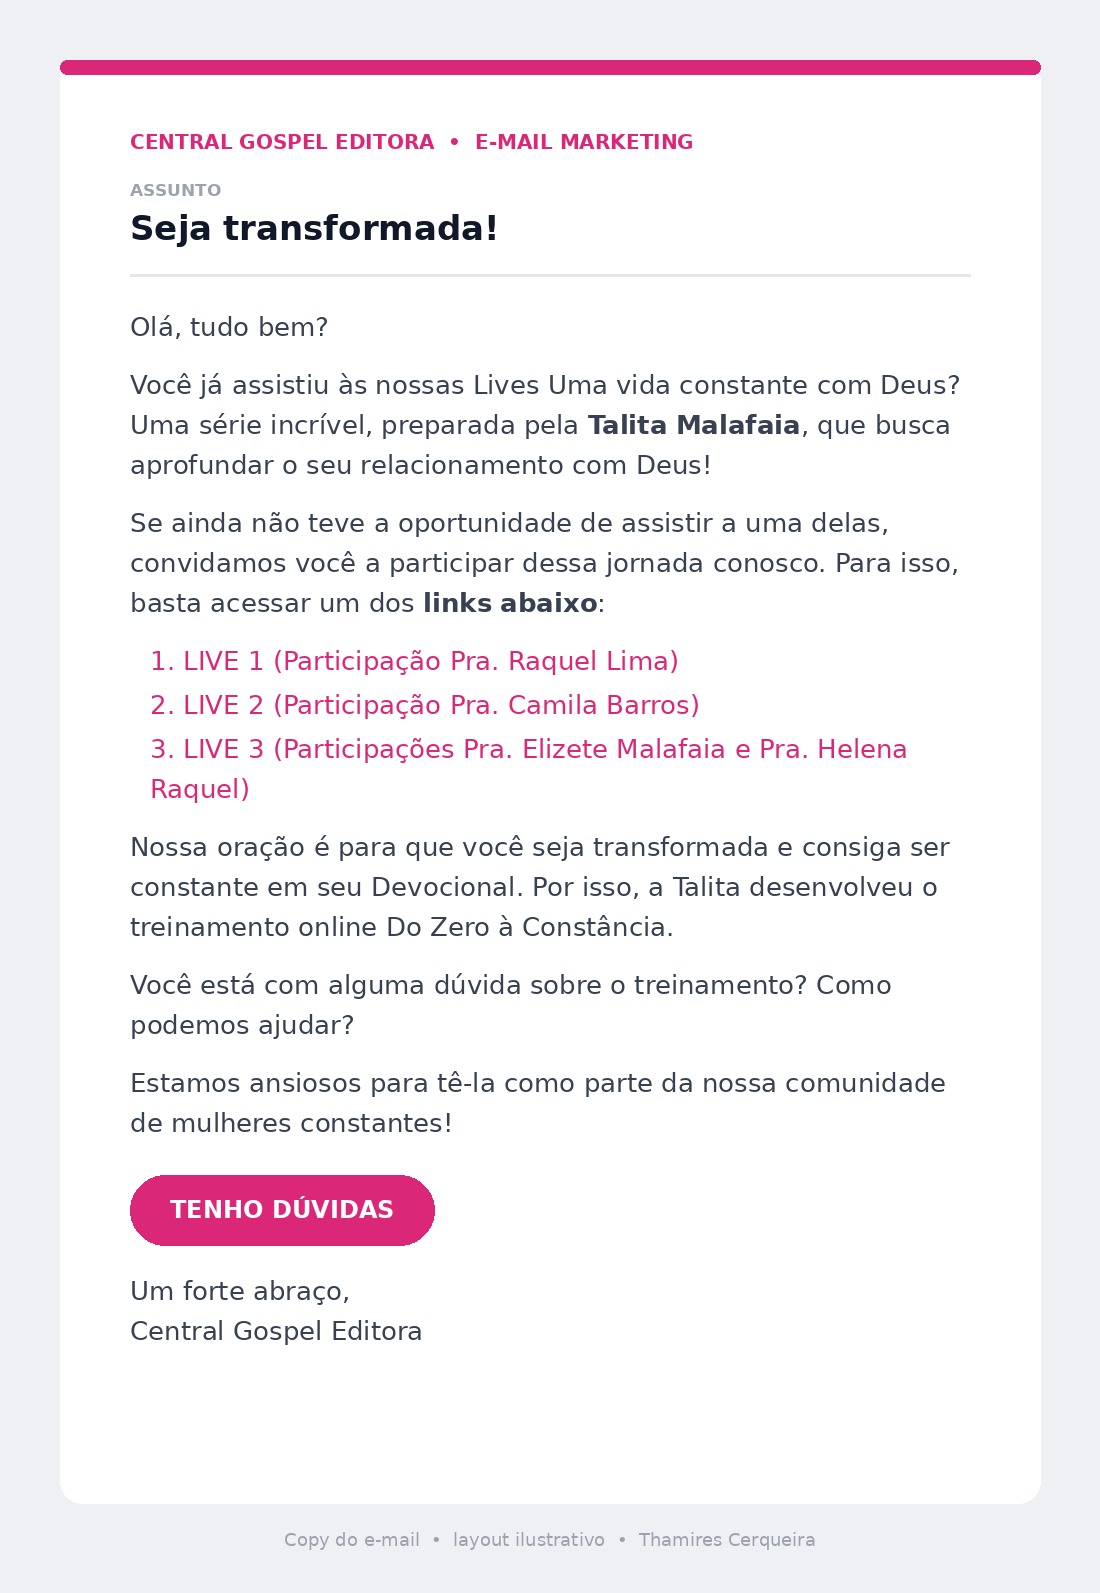 CENTRAL GOSPEL EDITORA • E-MAIL MARKETING
ASSUNTO
Seja transformada!
Olá, tudo bem?
Você já assistiu às nossas Lives Uma vida constante com Deus?
Uma série incrível, preparada pela Talita Malafaia, que busca
aprofundar o seu relacionamento com Deus!
Se ainda não teve a oportunidade de assistir a uma delas,
convidamos você a participar dessa jornada conosco. Para isso,
basta acessar um dos links abaixo:
1. LIVE 1 (Participação Pra. Raquel Lima)
2. LIVE 2 (Participação Pra. Camila Barros)
3. LIVE 3 (Participações Pra. Elizete Malafaia e Pra. Helena
Raquel)
Nossa oração é para que você seja transformada e consiga ser
constante em seu Devocional. Por isso, a Talita desenvolveu o
treinamento online Do Zero à Constância.
Você está com alguma dúvida sobre o treinamento? Como
podemos ajudar?
Estamos ansiosos para tê-la como parte da nossa comunidade
de mulheres constantes!
TENHO DÚVIDAS
Um forte abraço,
Central Gospel Editora
Copy do e-mail • layout ilustrativo • Thamires Cerqueira